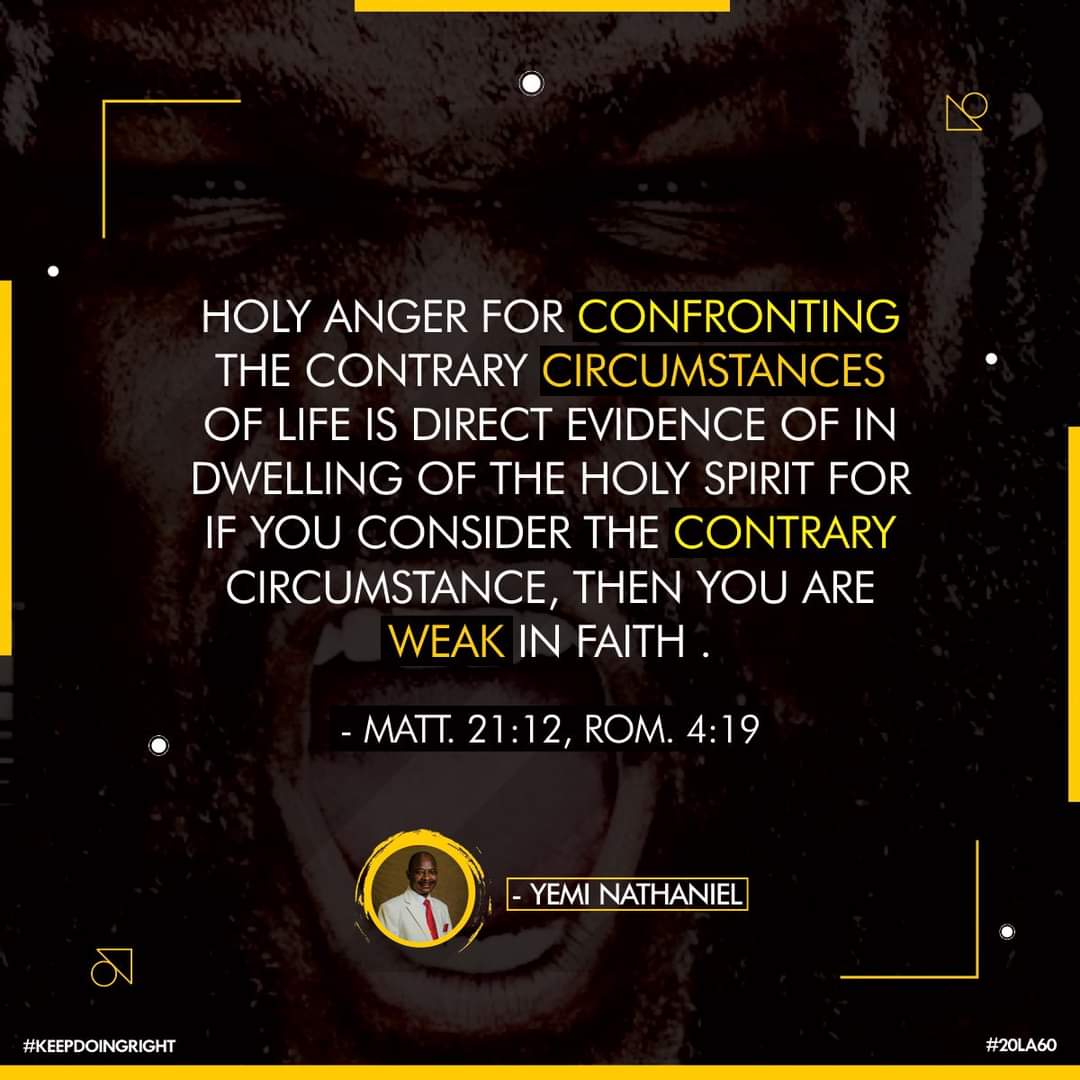 HOLY ANGER FOR CONFRONTING
THE CONTRARY CIRCUMSTANCES
OF LIFE IS DIRECT EVIDENCE OF IN
DWELLING OF THE HOLY SPIRIT FOR
IF YOU CONSIDER THE CONTRARY
CIRCUMSTANCE, THEN YOU ARE
WEAK IN FAITH .
- MATT. 21:12, ROM. 4:19
- YEMI NATHANIEL
#KEEPDOINGRIGHT
#20LA60